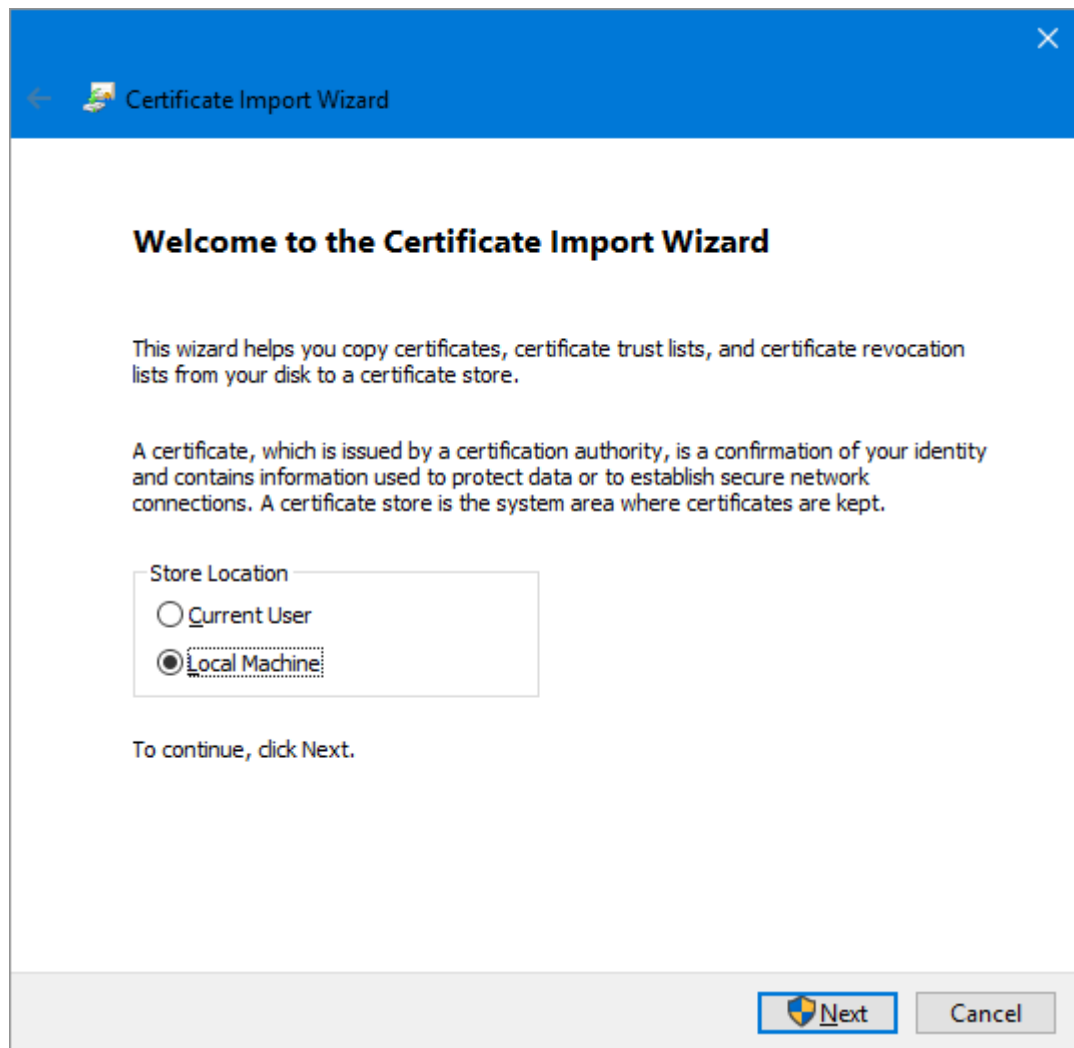 Certificate Import Wizard
Welcome to the Certificate Import Wizard
This wizard helps you copy certificates, certificate trust lists, and certificate revocation
lists from your disk to a certificate store.
A certificate, which is issued by a certification authority, is a confirmation of your identity
and contains information used to protect data or to establish secure network
connections. A certificate store is the system area where certificates are kept.
Store Location
Current User
Local Machine
To continue, click Next.
Next
Cancel